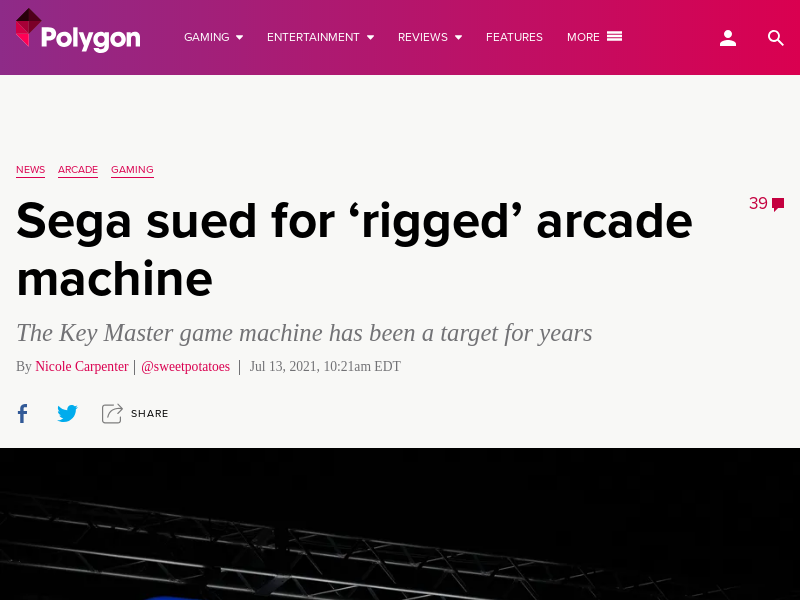 Polygon
GAMING
ENTERTAINMENT
REVIEWS
FEATURES
MORE
NEWS ARCADE GAMING
Sega sued for ‘rigged’ arcade
machine
39
The Key Master game machine has been a target for years
By Nicole Carpenter | @sweetpotatoes | Jul 13, 2021, 10:21am EDT
SHARE